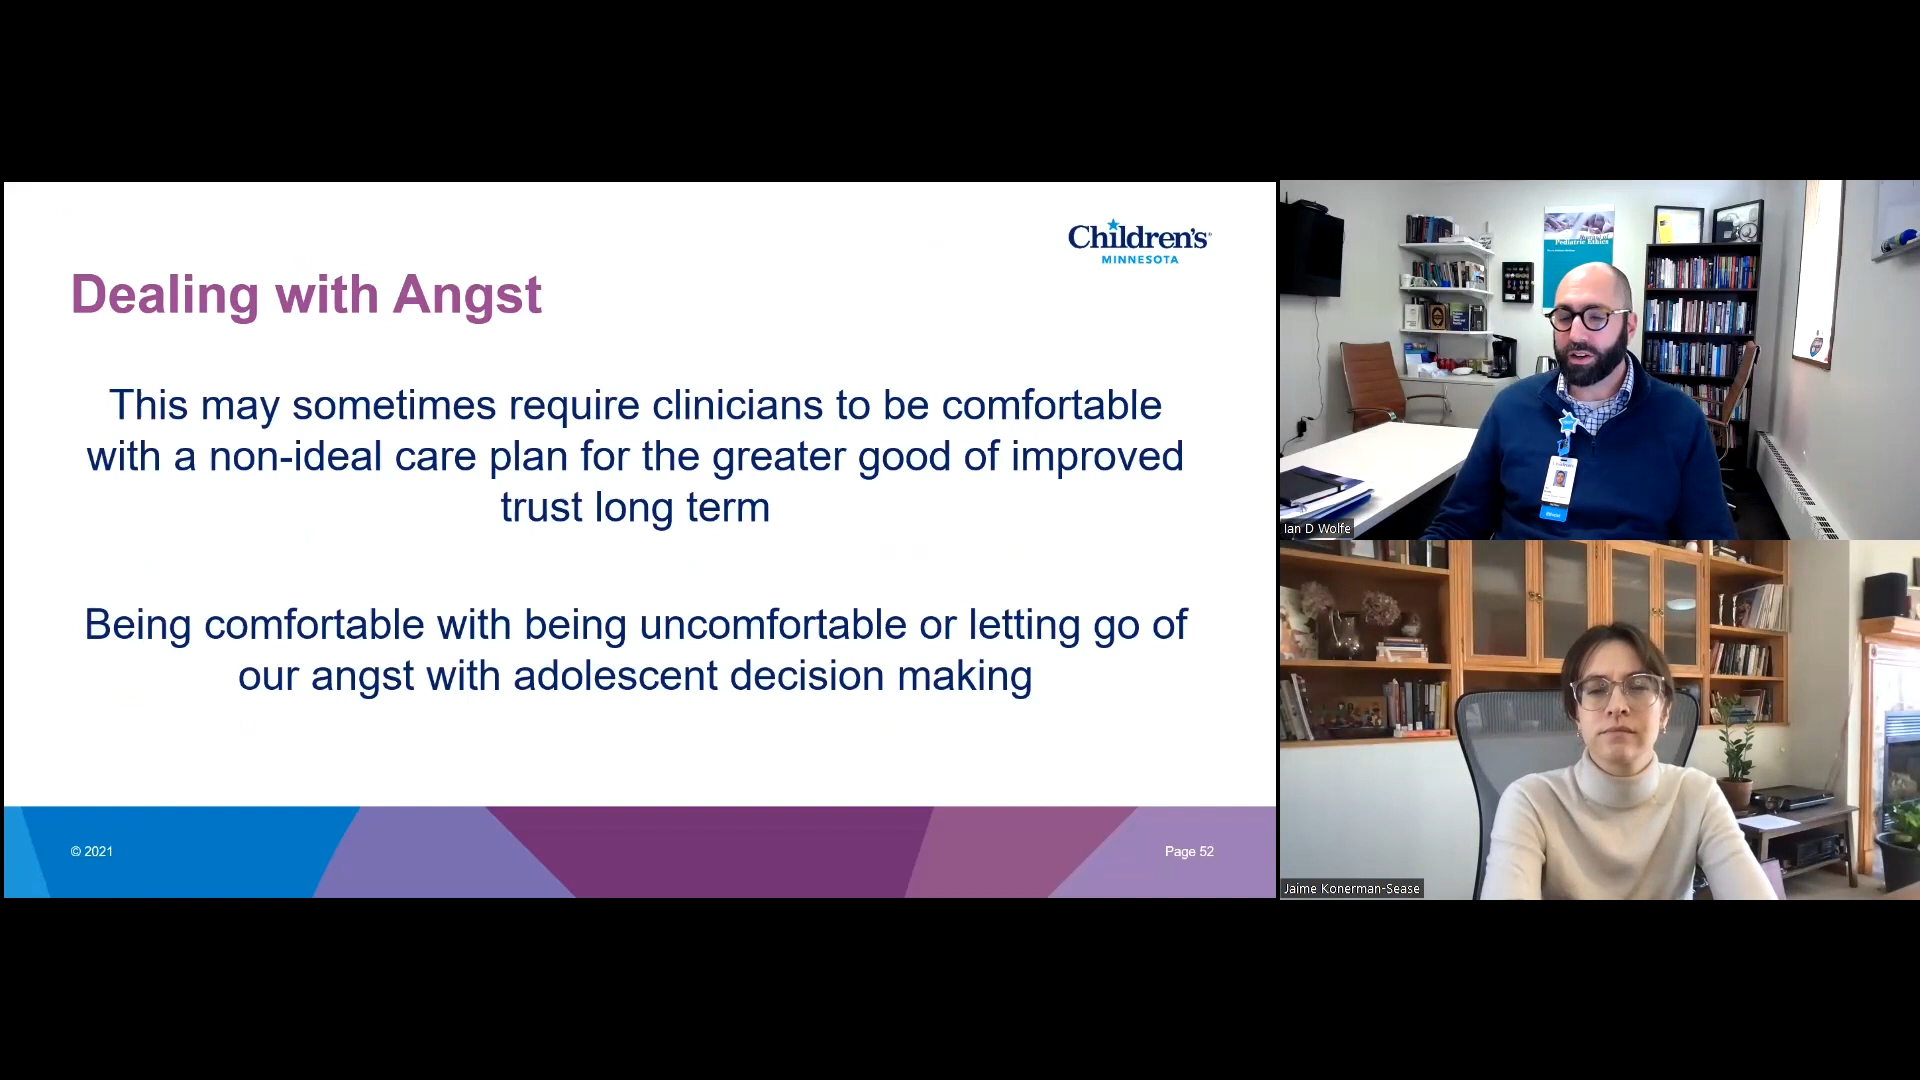 Children's
MINNESOTA
Dealing with Angst
This may sometimes require clinicians to be comfortable
with a non-ideal care plan for the greater good of improved
trust long term
Being comfortable with being uncomfortable or letting go of
our angst with adolescent decision making
© 2021
Page 52
Pediatric Ethics
Ian D Wolfe
Jaime Konerman-Sease